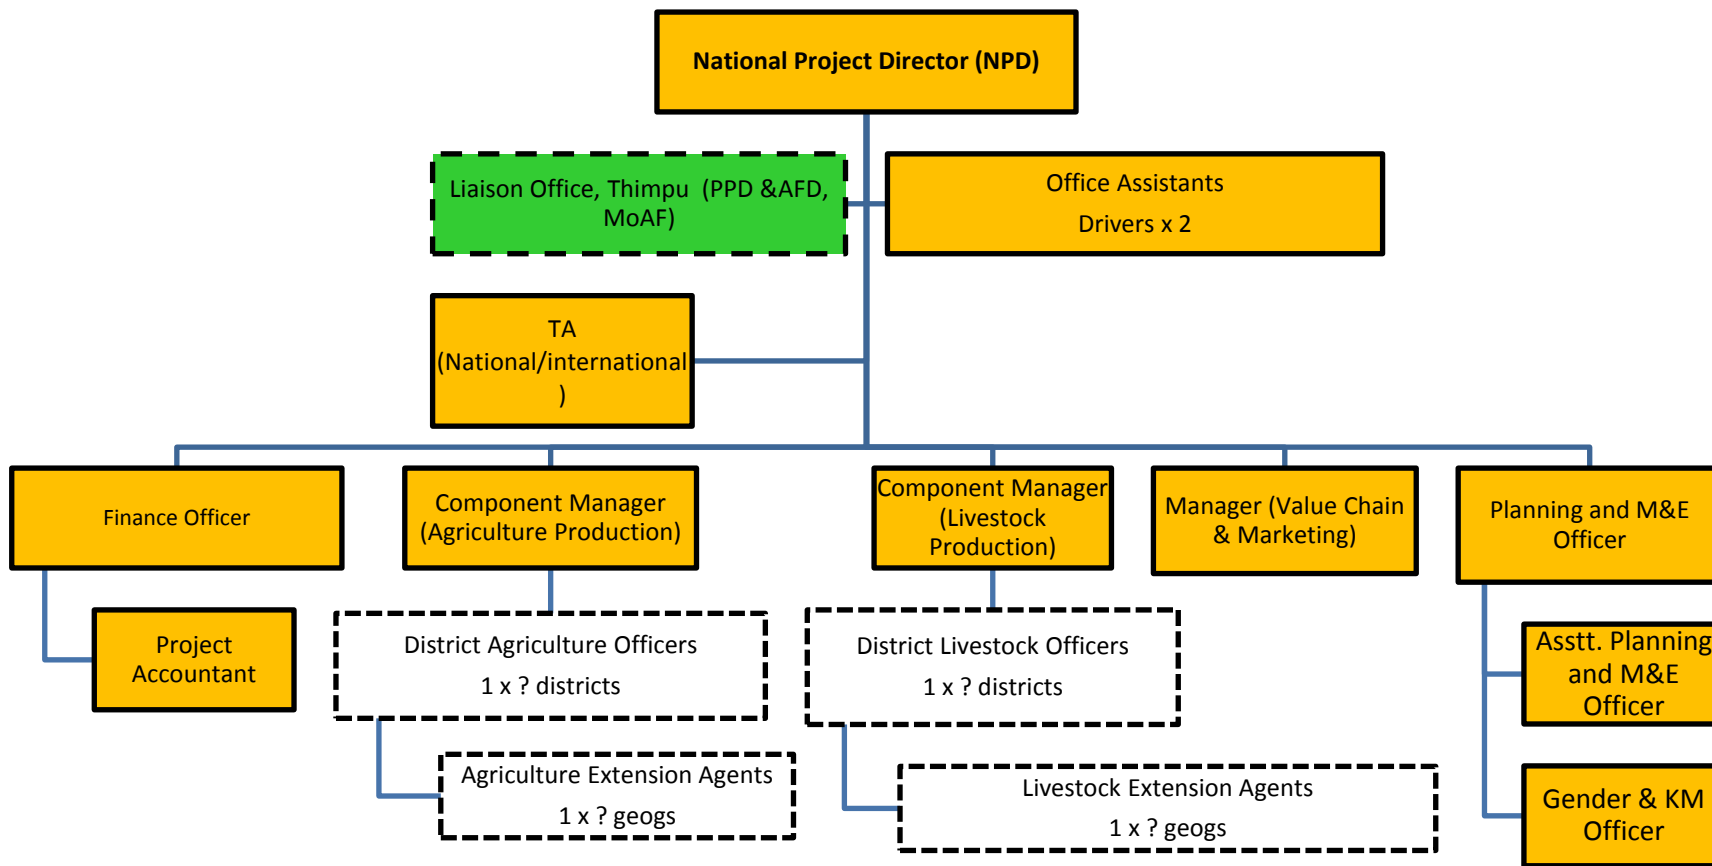 National Project Director (NPD)
Liaison Office, Thimpu (PPD &AFD,
MoAF)
Office Assistants
Drivers x 2
TA
(National/international
)
Finance Officer
Component Manager
(Agriculture Production)
Component Manager
(Livestock
Production)
Manager (Value Chain
& Marketing)
Planning and M&E
Officer
Project
Accountant
District Agriculture Officers
1 x ? districts
District Livestock Officers
1 x ? districts
Asstt. Planning
and M&E
Officer
Agriculture Extension Agents
1 x ? geogs
Livestock Extension Agents
1 x ? geogs
Gender & KM
Officer